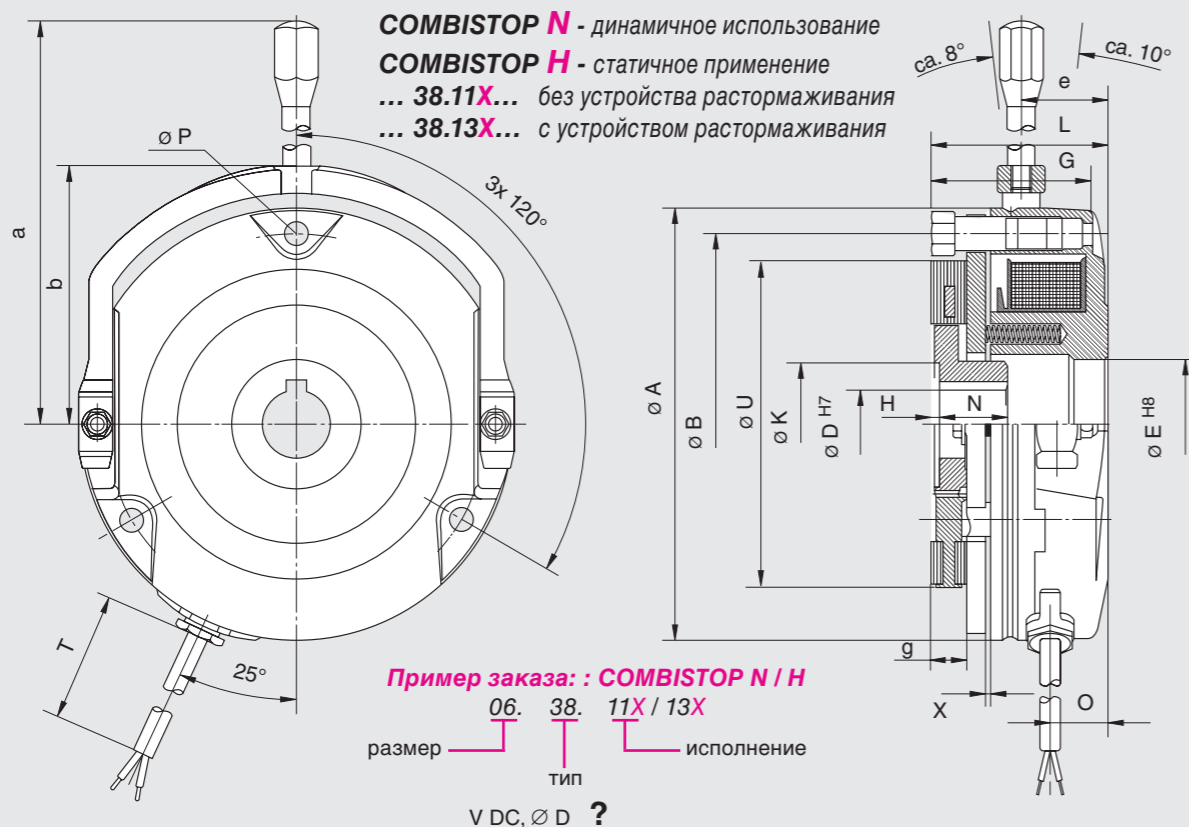 COMBISTOP N - динамичное использование
COMBISTOP H - статичное применение
... 38.11X... без устройства растормаживания
... 38.13X... с устройством растормаживания
ca. 8°
ca. 10°
e
L
G
Ø P
3x 120°
a
b
Ø A
Ø B
Ø U
Ø K
Ø D H7
H
N
Ø E H8
T
25°
g
X
O
Пример заказа: : COMBISTOP N / H
06. 38. 11X / 13X
размер
исполнение
тип
V DC, Ø D ?